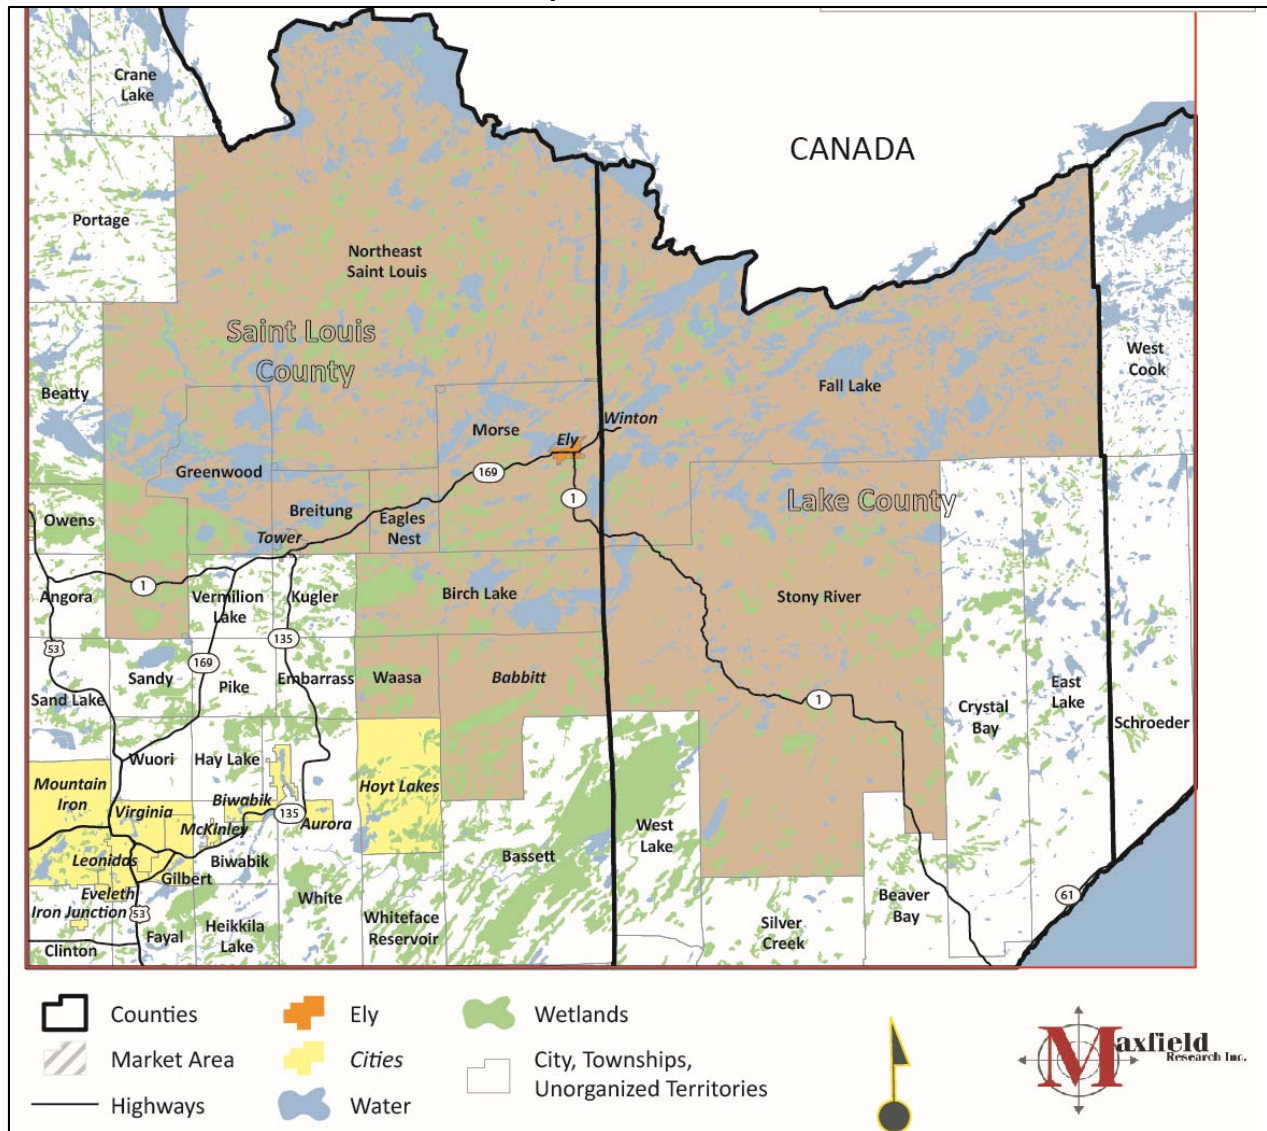 Crane
Lake
CANADA
Portage
Northeast
Saint Louis
Saint Louis
County
West
Cook
Beatty
Fall Lake
Winton
Morse
Ely
Greenwood
169
Lake County
1
Breitung
Eagles
Nest
Owens
Tower
1
Angora
Vermilion
Lake
Kugler
Birch Lake
Stony River
135
53
169
Sandy
Pike
Embarrass
Waasa
Babbitt
Sand Lake
1
East
Lake
Crystal
Bay
Schroeder
Wuori
Hay Lake
Mountain
Iron
Hoyt Lakes
Virginia
Biwabik
135
McKinley
Aurora
West
Lake
Leonidas
Biwabik
Bassett
Gilbert
Eveleth
White
Beaver
Bay
61
Iron Junction
53
Fayal
Heikkila
Lake
Whiteface
Reservoir
Silver
Creek
Clinton
Counties
Ely
Wetlands
Market Area
Cities
City, Townships,
Unorganized Territories
Highways
Water
Maxfield
Research Inc.